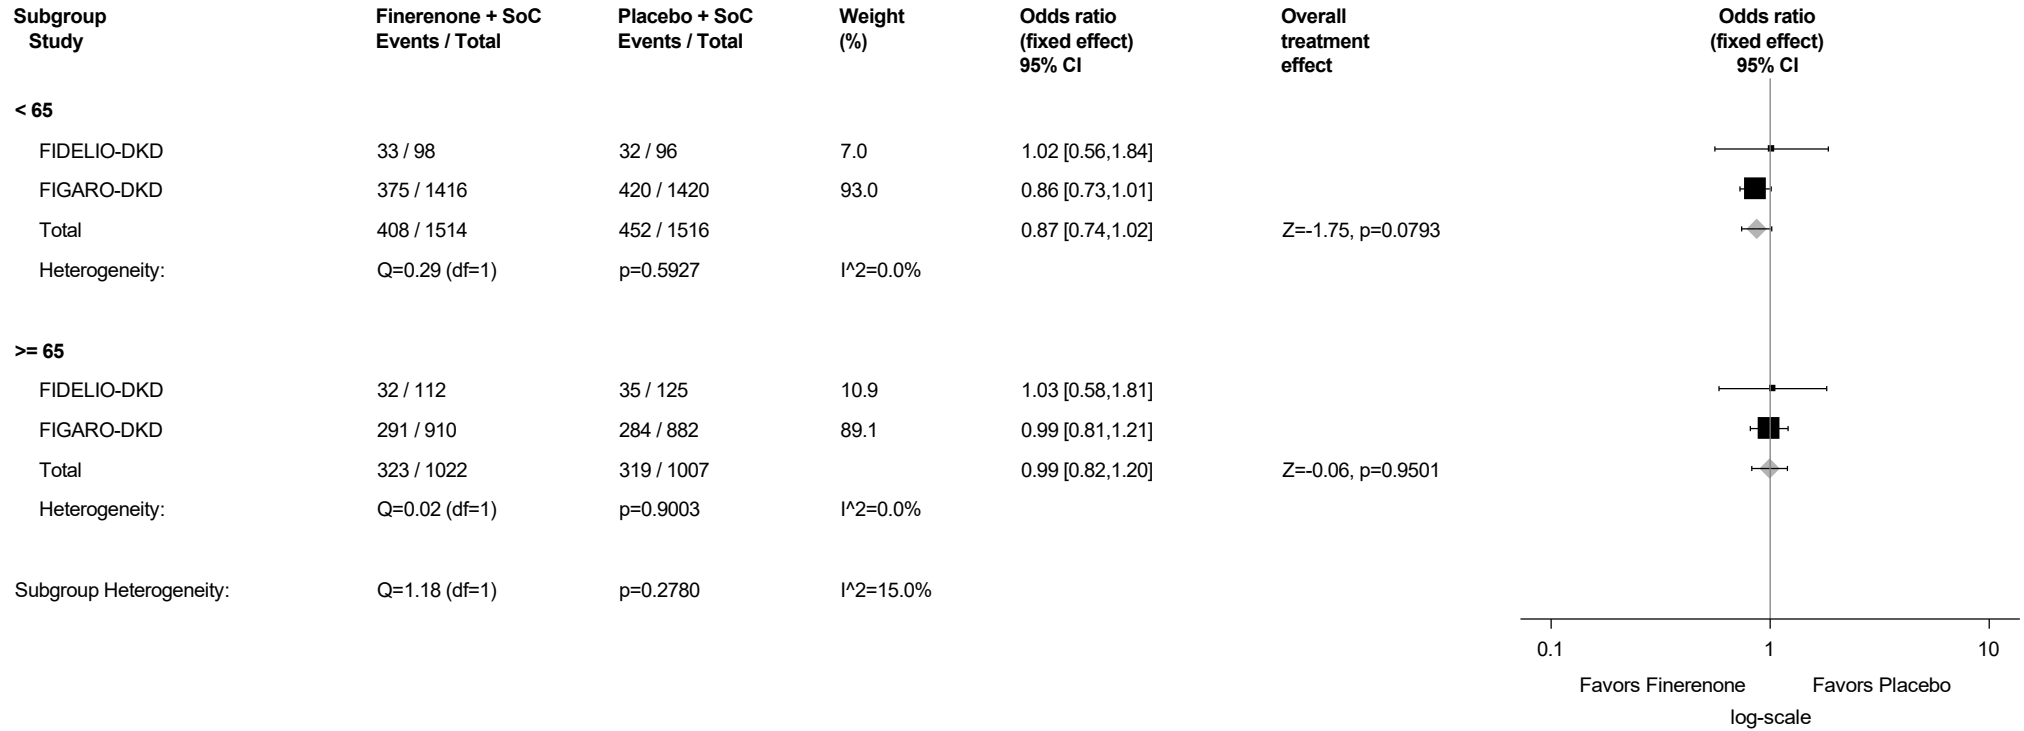 Subgroup Finerenone + SoC Placebo + SoC Weight Odds ratio Overall Odds ratio
Study Events / Total Events / Total (%) (fixed effect) treatment (fixed effect)
95% CI effect 95% CI
< 65
FIDELIO-DKD 33 / 98 32 / 96 7.0 1.02 [0.56,1.84]
FIGARO-DKD 375 / 1416 420 / 1420 93.0 0.86 [0.73,1.01]
Total 408 / 1514 452 / 1516 0.87 [0.74,1.02] Z=-1.75, p=0.0793
Heterogeneity: Q=0.29 (df=1) p=0.5927 I^2=0.0%
>= 65
FIDELIO-DKD 32 / 112 35 / 125 10.9 1.03 [0.58,1.81]
FIGARO-DKD 291 / 910 284 / 882 89.1 0.99 [0.81,1.21]
Total 323 / 1022 319 / 1007 0.99 [0.82,1.20] Z=-0.06, p=0.9501
Heterogeneity: Q=0.02 (df=1) p=0.9003 I^2=0.0%
Subgroup Heterogeneity: Q=1.18 (df=1) p=0.2780 I^2=15.0%
0.1 1 10
Favors Finerenone Favors Placebo
log-scale